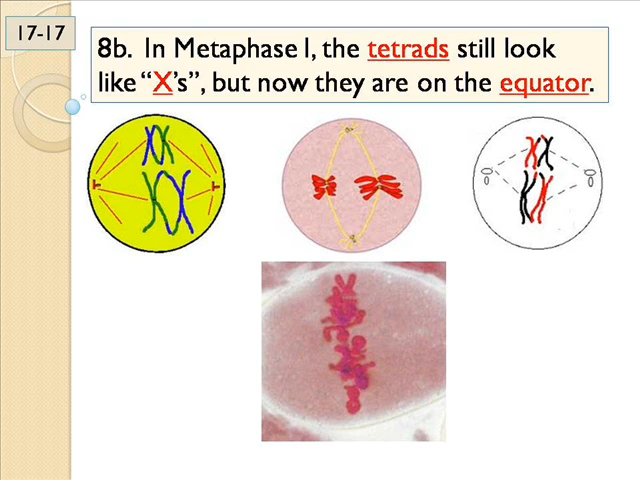 17-17
8b. In Metaphase I, the tetrads still look
like “X’s”, but now they are on the equator.